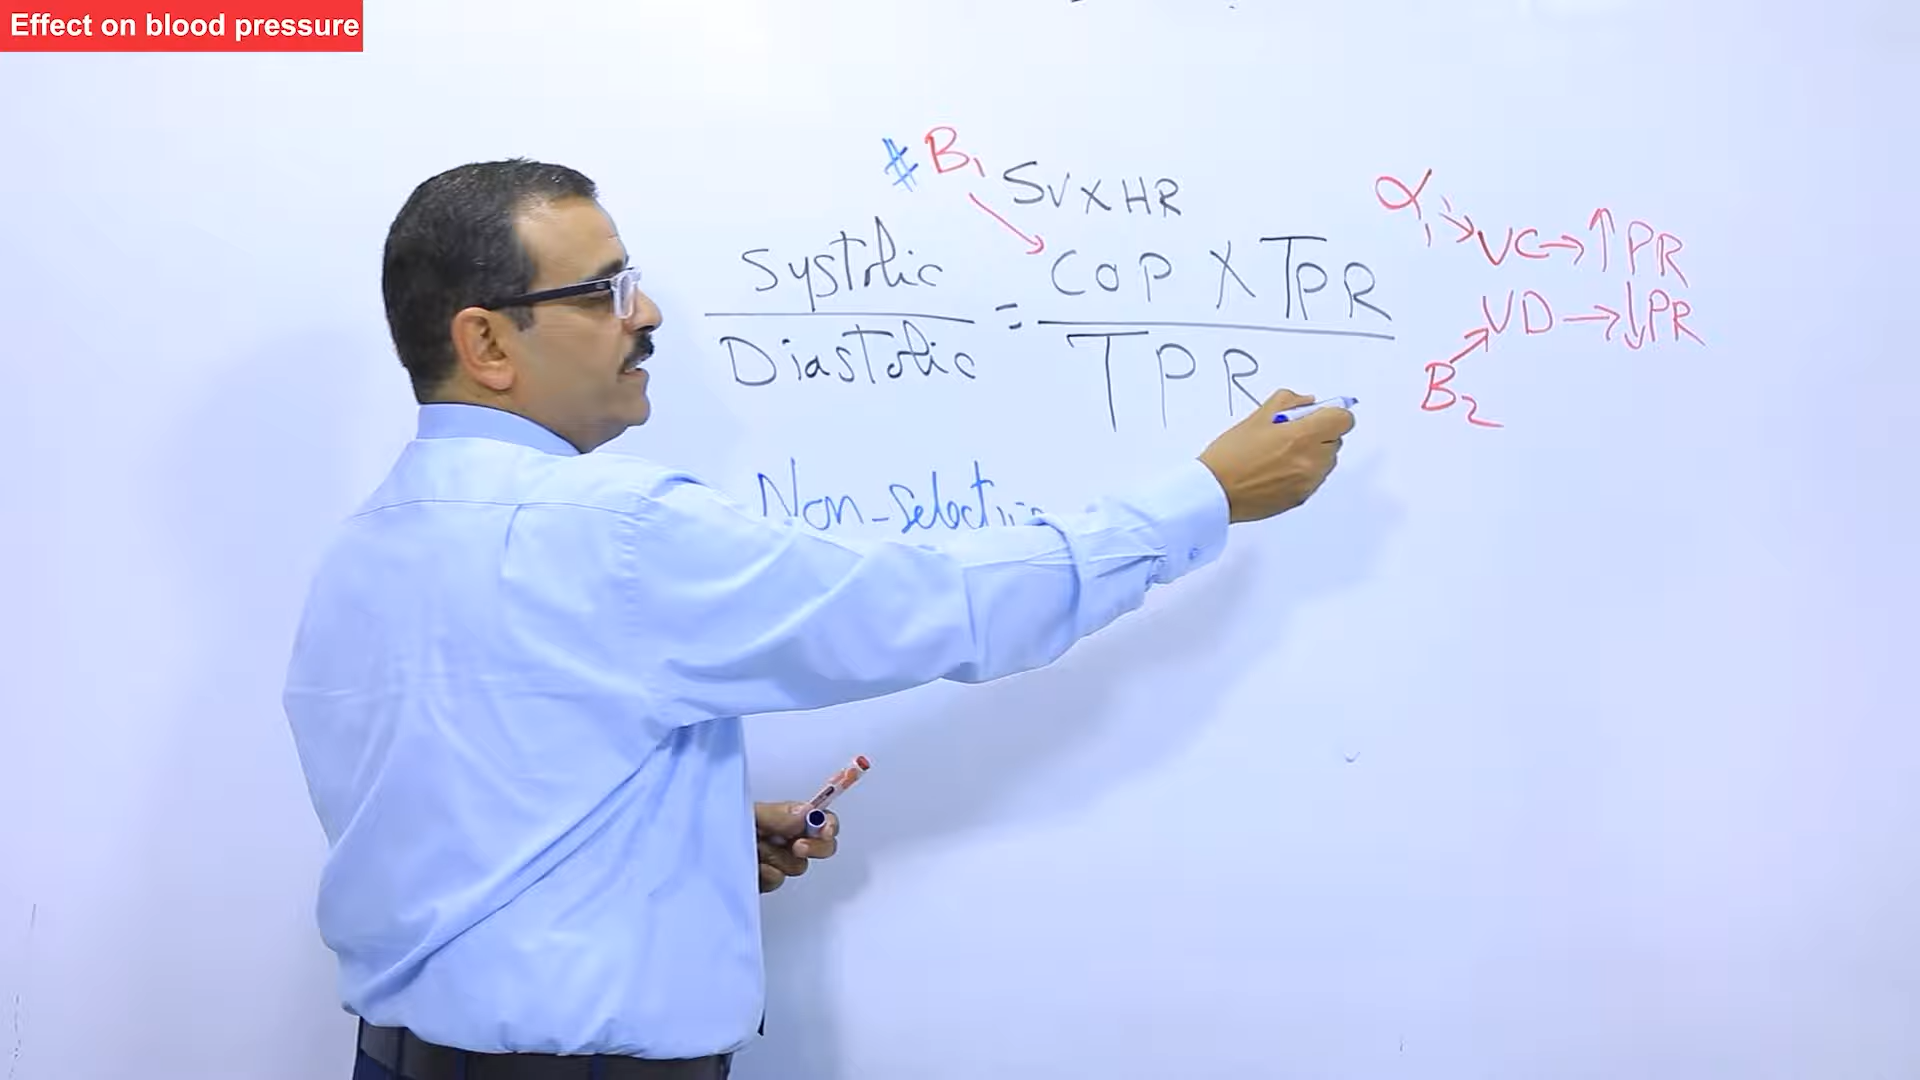 Effect on blood pressure
# B1
SV X HR
Systolic = COP X TPR
Diastolic TPR
α1 → VC → ↑ PR
VD → ↓ PR
B2
Non-selective